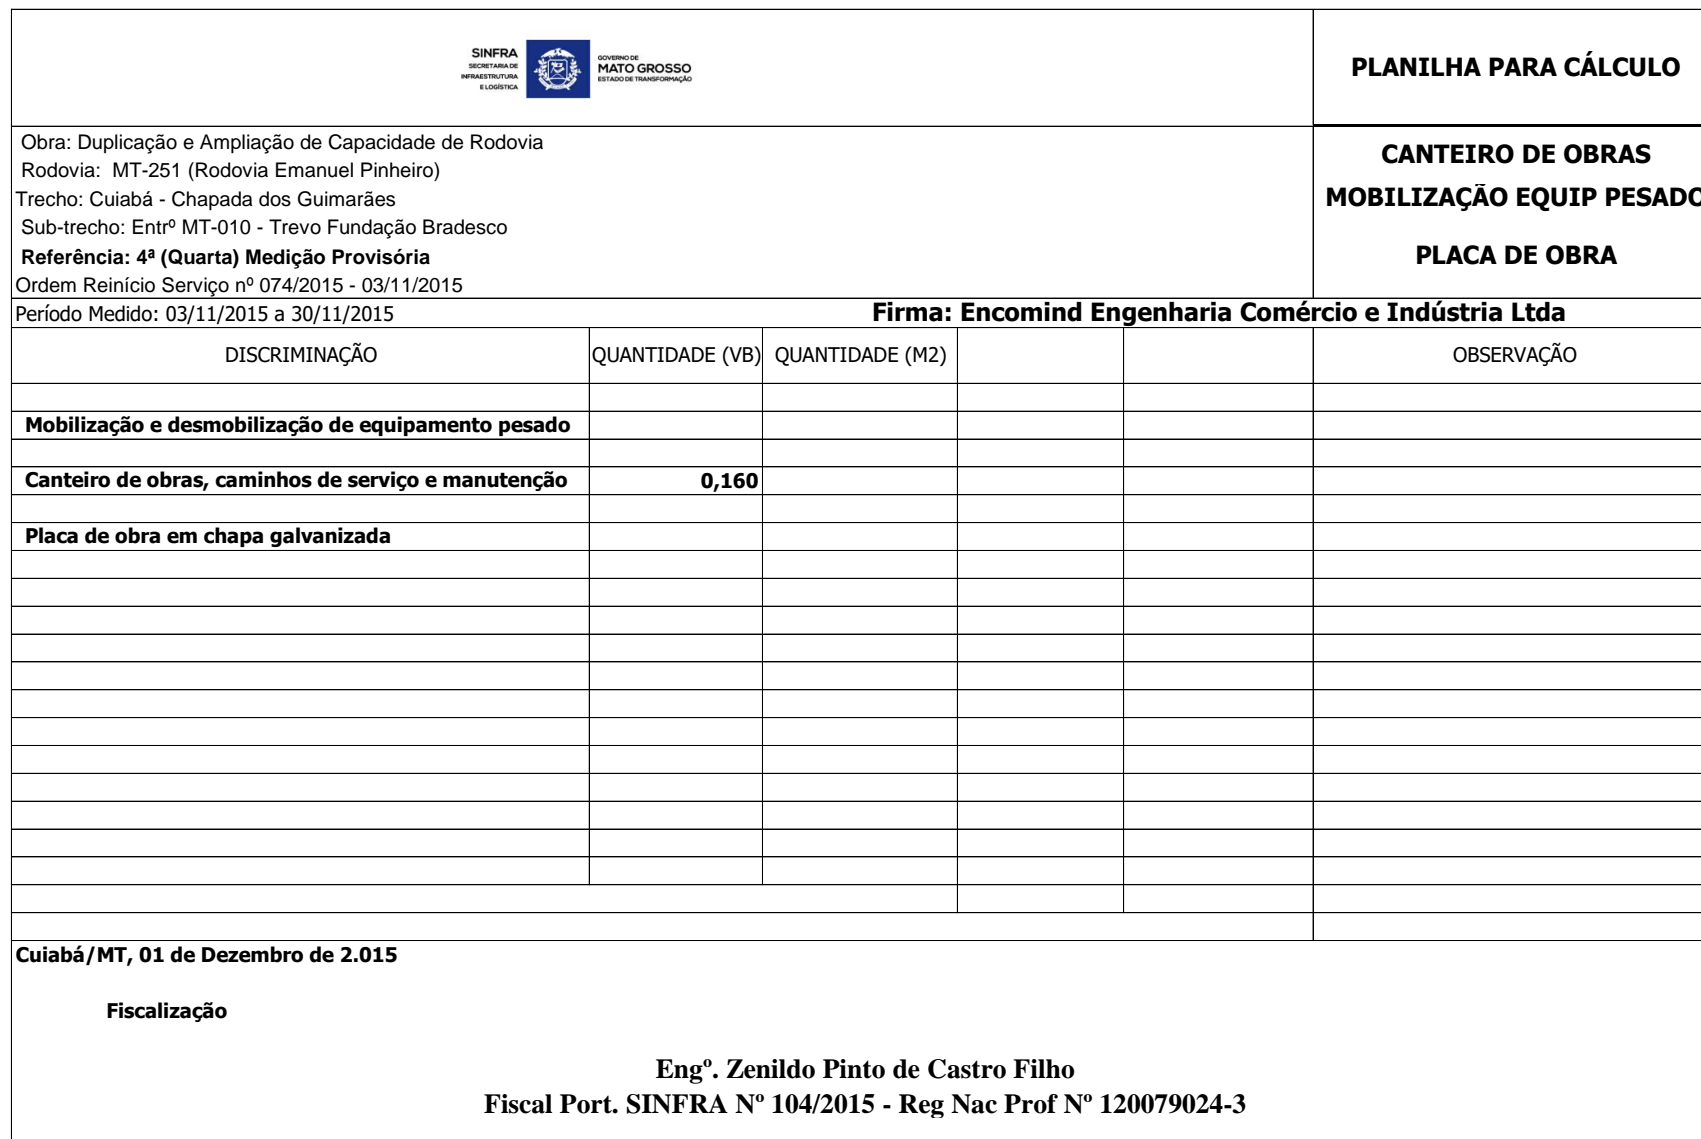 SINFRA
SECRETARIA DE
INFRAESTRUTURA
E LOGÍSTICA
GOVERNO DE
MATO GROSSO
ESTADO DE TRANSFORMAÇÃO
PLANILHA PARA CÁLCULO
Obra: Duplicação e Ampliação de Capacidade de Rodovia
Rodovia: MT-251 (Rodovia Emanuel Pinheiro)
Trecho: Cuiabá - Chapada dos Guimarães
Sub-trecho: Entrº MT-010 - Trevo Fundação Bradesco
Referência: 4ª (Quarta) Medição Provisória
Ordem Reinício Serviço nº 074/2015 - 03/11/2015
CANTEIRO DE OBRAS
MOBILIZAÇÃO EQUIP PESADO
PLACA DE OBRA
Período Medido: 03/11/2015 a 30/11/2015 Firma: Encomind Engenharia Comércio e Indústria Ltda
DISCRIMINAÇÃO QUANTIDADE (VB) QUANTIDADE (M2) OBSERVAÇÃO
Mobilização e desmobilização de equipamento pesado
Canteiro de obras, caminhos de serviço e manutenção 0,160
Placa de obra em chapa galvanizada
Cuiabá/MT, 01 de Dezembro de 2.015
Fiscalização
Engº. Zenildo Pinto de Castro Filho
Fiscal Port. SINFRA Nº 104/2015 - Reg Nac Prof Nº 120079024-3